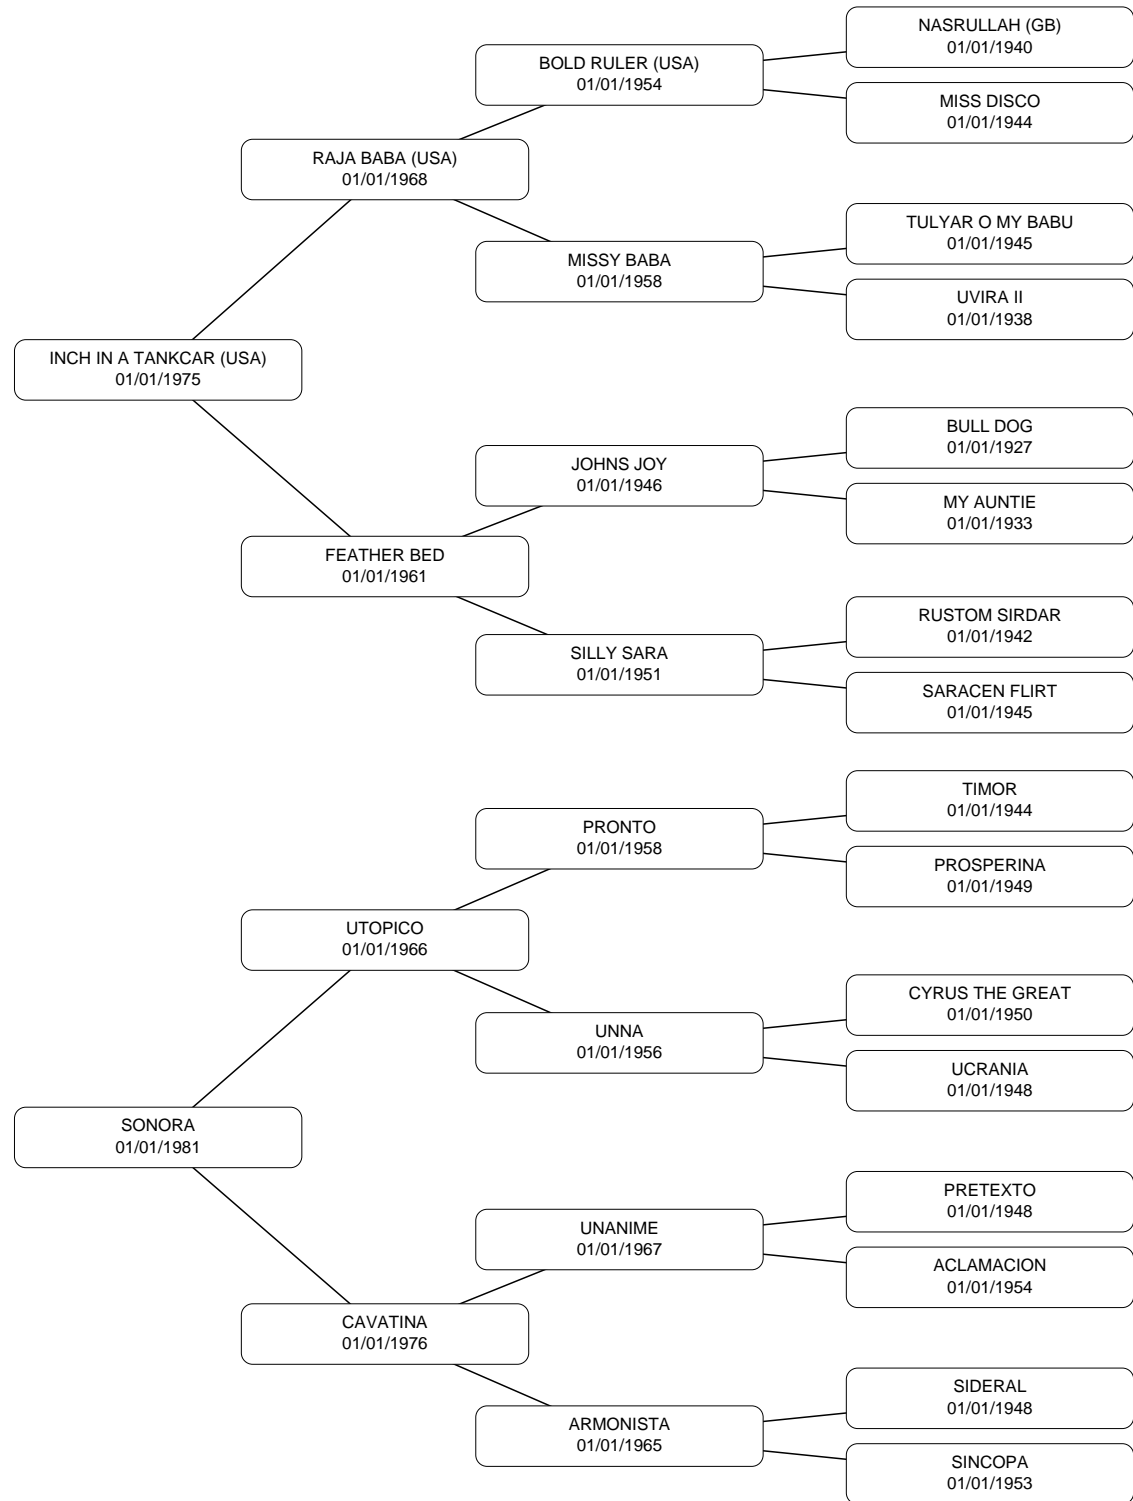 NASRULLAH (GB)
01/01/1940
BOLD RULER (USA)
01/01/1954
MISS DISCO
01/01/1944
RAJA BABA (USA)
01/01/1968
TULYAR O MY BABU
01/01/1945
MISSY BABA
01/01/1958
UVIRA II
01/01/1938
INCH IN A TANKCAR (USA)
01/01/1975
BULL DOG
01/01/1927
JOHNS JOY
01/01/1946
MY AUNTIE
01/01/1933
FEATHER BED
01/01/1961
RUSTOM SIRDAR
01/01/1942
SILLY SARA
01/01/1951
SARACEN FLIRT
01/01/1945
TIMOR
01/01/1944
PRONTO
01/01/1958
PROSPERINA
01/01/1949
UTOPICO
01/01/1966
CYRUS THE GREAT
01/01/1950
UNNA
01/01/1956
UCRANIA
01/01/1948
SONORA
01/01/1981
PRETEXTO
01/01/1948
UNANIME
01/01/1967
ACLAMACION
01/01/1954
CAVATINA
01/01/1976
SIDERAL
01/01/1948
ARMONISTA
01/01/1965
SINCOPA
01/01/1953